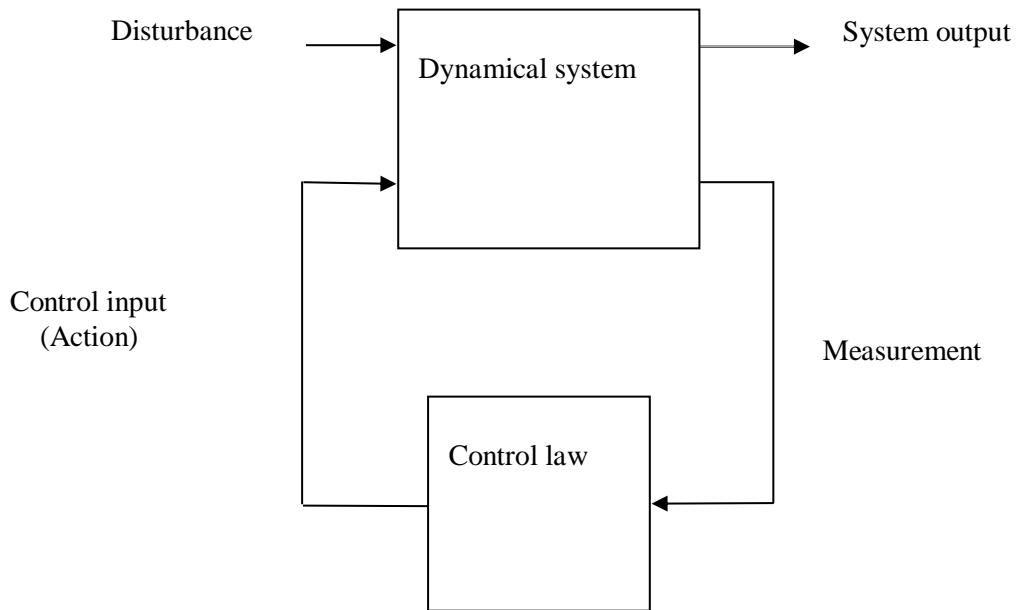 Disturbance
System output
Dynamical system
Control input
(Action)
Measurement
Control law